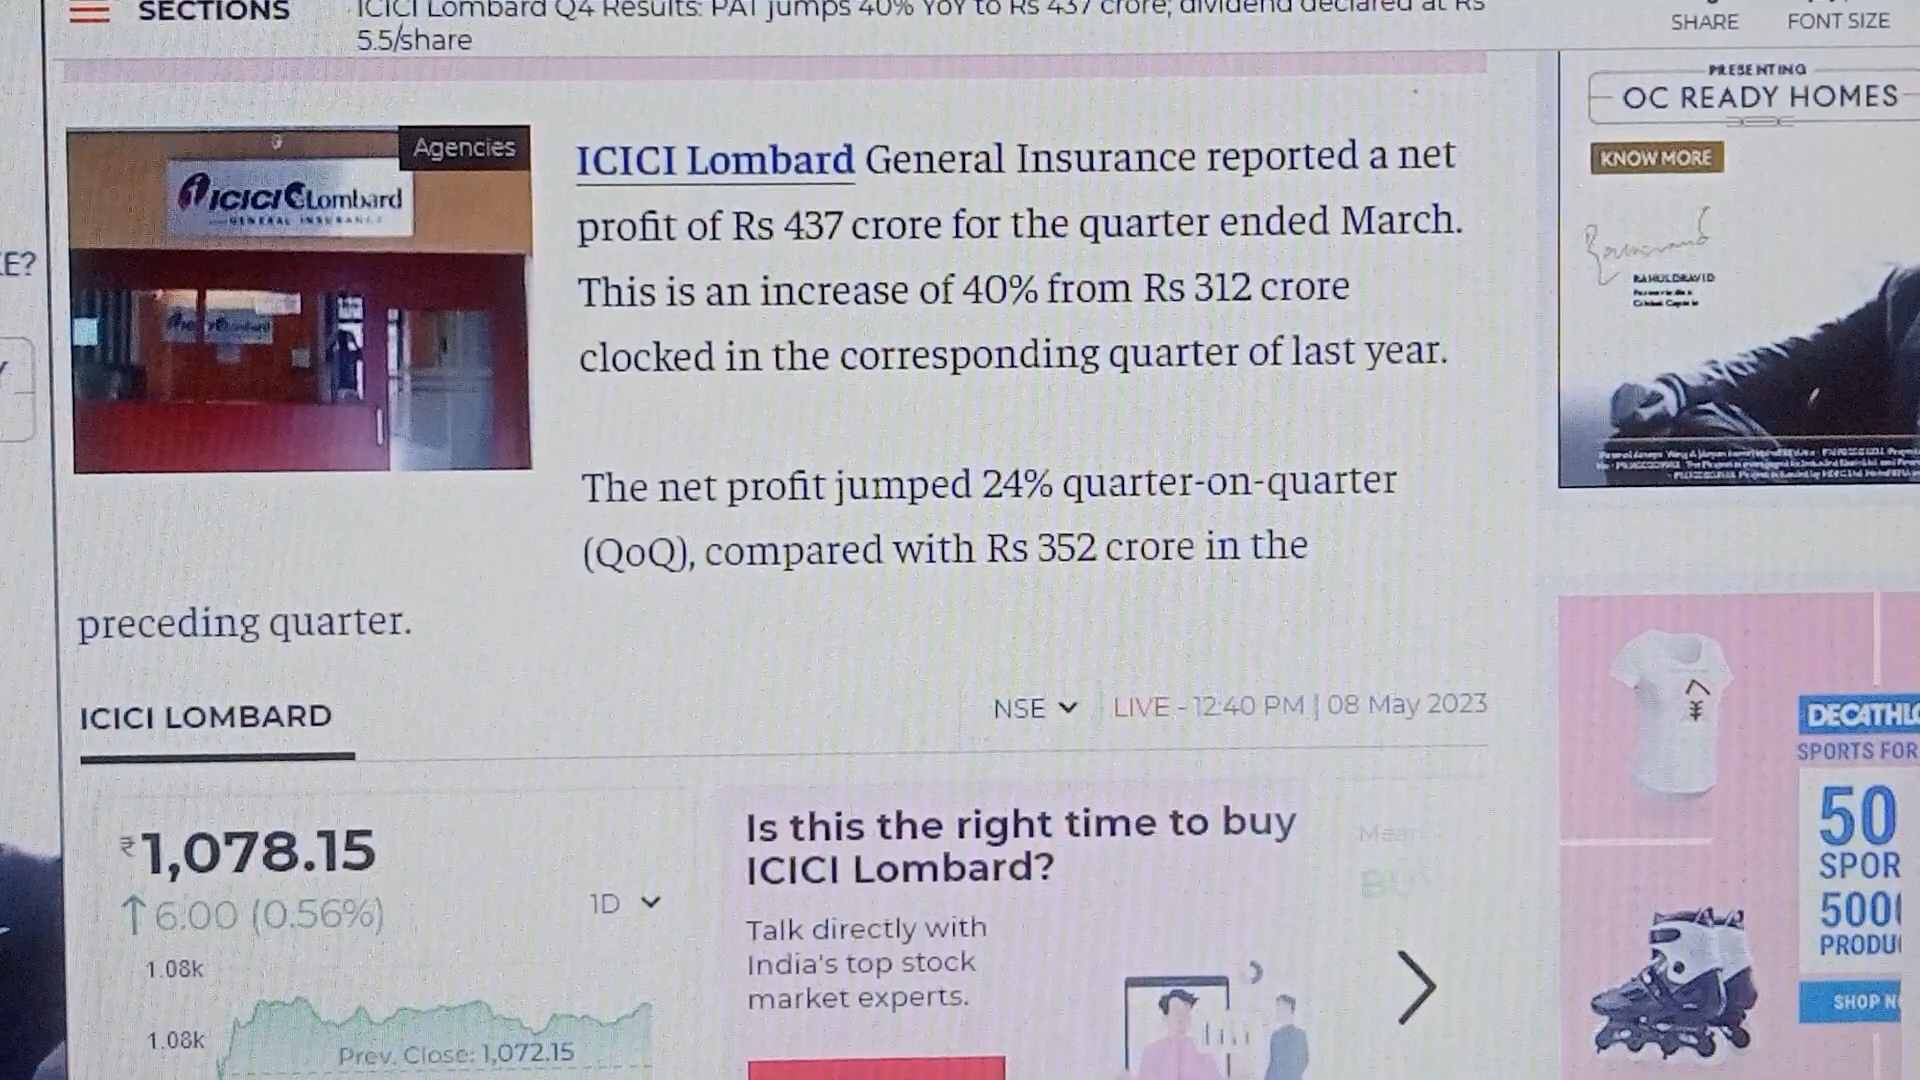 SECTIONS
ICICI Lombard Q4 Results: PAT jumps 40% YoY to Rs 437 crore; dividend declared at Rs
5.5/share
SHARE
FONT SIZE
Agencies
ICICI Lombard
GENERAL INSURANCE
ICICI Lombard General Insurance reported a net
profit of Rs 437 crore for the quarter ended March.
This is an increase of 40% from Rs 312 crore
clocked in the corresponding quarter of last year.
The net profit jumped 24% quarter-on-quarter
(QoQ), compared with Rs 352 crore in the
preceding quarter.
ICICI LOMBARD
NSE
LIVE - 12:40 PM | 08 May 2023
₹1,078.15
↑6.00 (0.56%)
1D
1.08k
1.08k
Prev. Close: 1,072.15
Is this the right time to buy
ICICI Lombard?
Talk directly with
India's top stock
market experts.
Mean
BUY
PRESENTING
OC READY HOMES
KNOW MORE
RAHUL DRAVID
DECATHLO
SPORTS FOR
50
SPOR
500
PRODU
SHOP N
E?